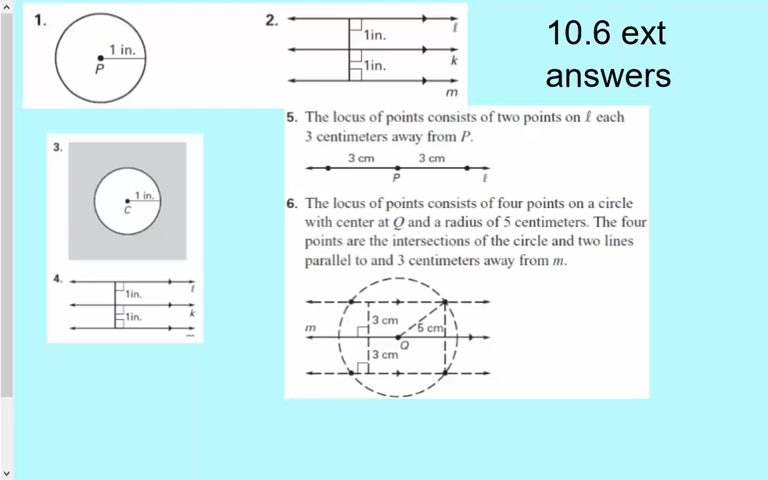 10.6 ext
answers
1.
1 in.
P
2.
1in.
ℓ
k
1in.
m
3.
1 in.
C
4.
1in.
ℓ
k
1in.
5. The locus of points consists of two points on ℓ each
3 centimeters away from P.
3 cm 3 cm
P ℓ
6. The locus of points consists of four points on a circle
with center at Q and a radius of 5 centimeters. The four
points are the intersections of the circle and two lines
parallel to and 3 centimeters away from m.
3 cm
m
5 cm
Q
3 cm